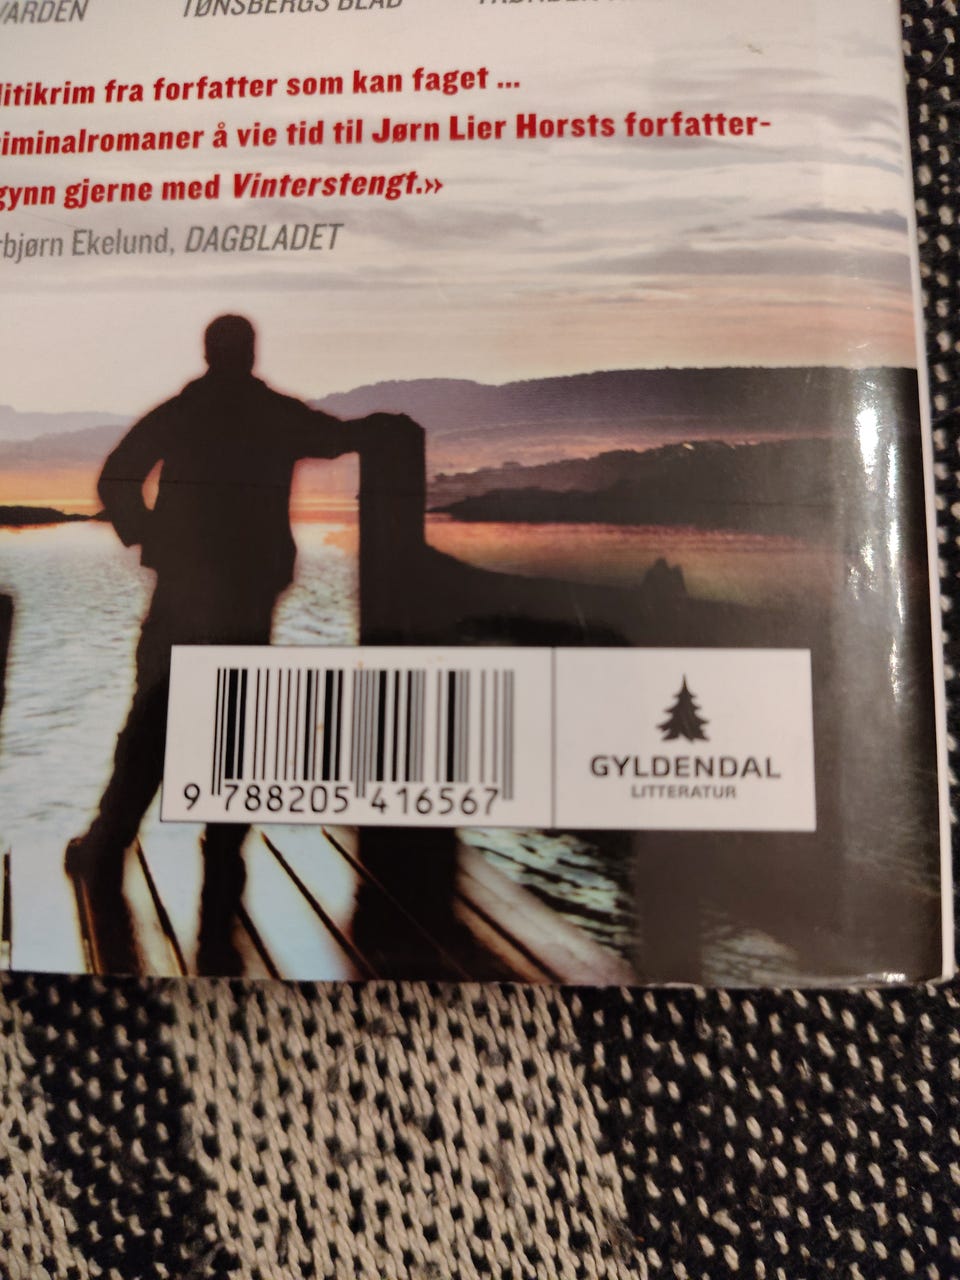 VARDEN TØNSBERGS BLAD
litikrim fra forfatter som kan faget ...
iminalromaner å vie tid til Jørn Lier Horsts forfatter-
gynn gjerne med Vinterstengt.»
rbjørn Ekelund, DAGBLADET
9 788205 416567
GYLDENDAL
LITTERATUR